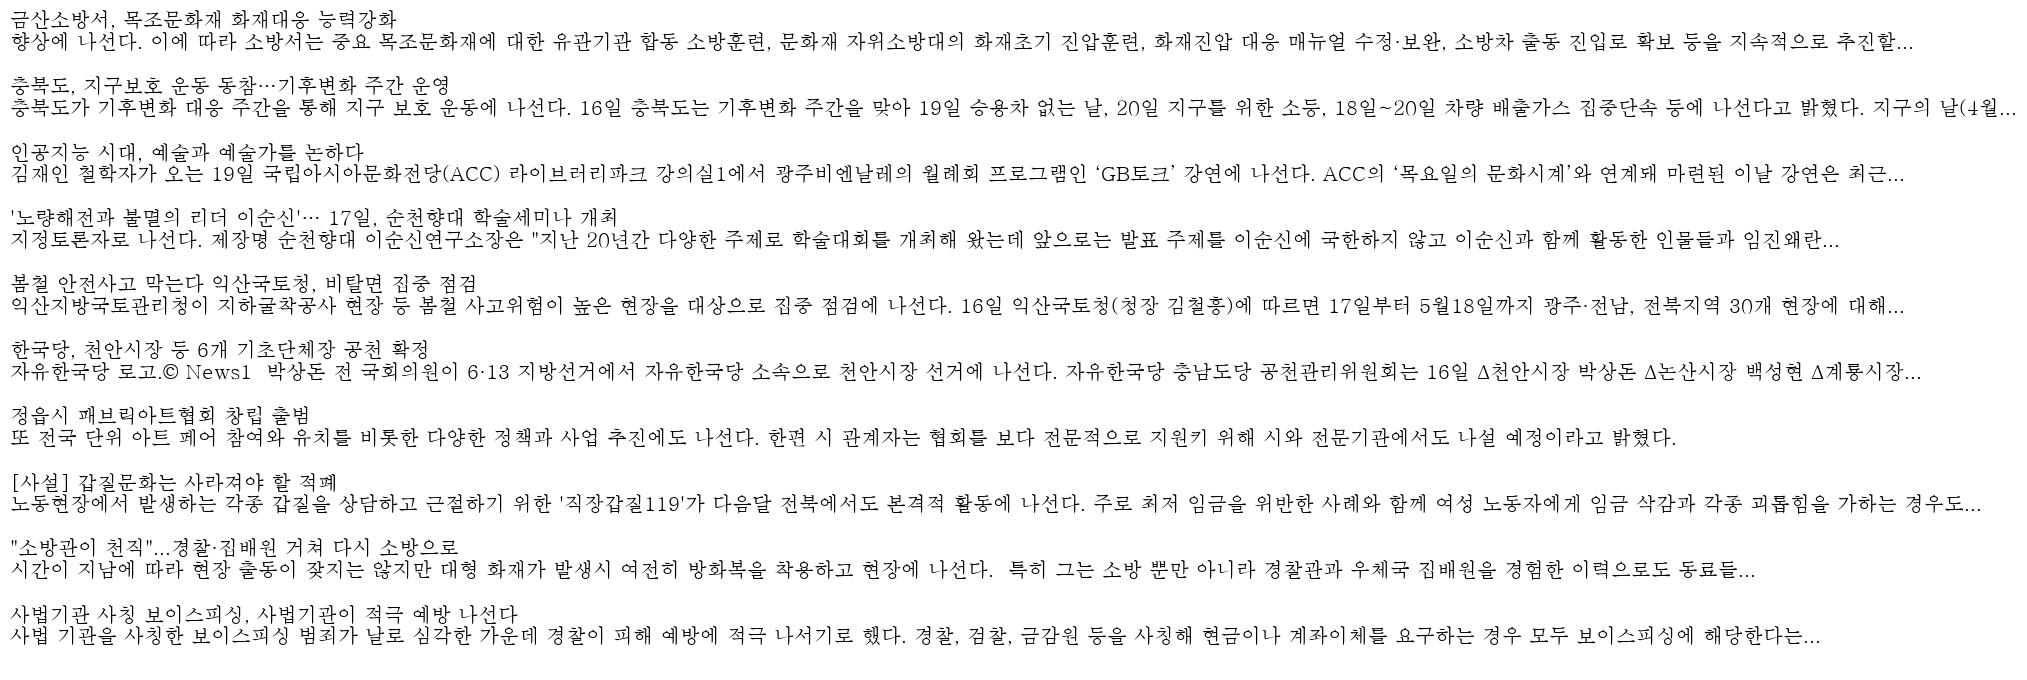 금산소방서, 목조문화재 화재대응 능력강화
향상에 나선다. 이에 따라 소방서는 중요 목조문화재에 대한 유관기관 합동 소방훈련, 문화재 자위소방대의 화재초기 진압훈련, 화재진압 대응 매뉴얼 수정·보완, 소방차 출동 진입로 확보 등을 지속적으로 추진할...
충북도, 지구보호 운동 동참…기후변화 주간 운영
충북도가 기후변화 대응 주간을 통해 지구 보호 운동에 나선다. 16일 충북도는 기후변화 주간을 맞아 19일 승용차 없는 날, 20일 지구를 위한 소등, 18일~20일 차량 배출가스 집중단속 등에 나선다고 밝혔다. 지구의 날(4월...
인공지능 시대, 예술과 예술가를 논하다
김재인 철학자가 오는 19일 국립아시아문화전당(ACC) 라이브러리파크 강의실1에서 광주비엔날레의 월례회 프로그램인 ‘GB토크’ 강연에 나선다. ACC의 ‘목요일의 문화시계’와 연계돼 마련된 이날 강연은 최근...
'노량해전과 불멸의 리더 이순신'… 17일, 순천향대 학술세미나 개최
지정토론자로 나선다. 제장명 순천향대 이순신연구소장은 "지난 20년간 다양한 주제로 학술대회를 개최해 왔는데 앞으로는 발표 주제를 이순신에 국한하지 않고 이순신과 함께 활동한 인물들과 임진왜란...
봄철 안전사고 막는다 익산국토청, 비탈면 집중 점검
익산지방국토관리청이 지하굴착공사 현장 등 봄철 사고위험이 높은 현장을 대상으로 집중 점검에 나선다. 16일 익산국토청(청장 김철흥)에 따르면 17일부터 5월18일까지 광주·전남, 전북지역 30개 현장에 대해...
한국당, 천안시장 등 6개 기초단체장 공천 확정
자유한국당 로고.© News1  박상돈 전 국회의원이 6·13 지방선거에서 자유한국당 소속으로 천안시장 선거에 나선다. 자유한국당 충남도당 공천관리위원회는 16일 Δ천안시장 박상돈 Δ논산시장 백성현 Δ계룡시장...
정읍시 패브릭아트협회 창립 출범
또 전국 단위 아트 페어 참여와 유치를 비롯한 다양한 정책과 사업 추진에도 나선다. 한편 시 관계자는 협회를 보다 전문적으로 지원키 위해 시와 전문기관에서도 나설 예정이라고 밝혔다.
[사설] 갑질문화는 사라져야 할 적폐
노동현장에서 발생하는 각종 갑질을 상담하고 근절하기 위한 '직장갑질119'가 다음달 전북에서도 본격적 활동에 나선다. 주로 최저 임금을 위반한 사례와 함께 여성 노동자에게 임금 삭감과 각종 괴롭힘을 가하는 경우도...
"소방관이 천직"...경찰·집배원 거쳐 다시 소방으로
시간이 지남에 따라 현장 출동이 잦지는 않지만 대형 화재가 발생시 여전히 방화복을 착용하고 현장에 나선다.  특히 그는 소방 뿐만 아니라 경찰관과 우체국 집배원을 경험한 이력으로도 동료들...
사법기관 사칭 보이스피싱, 사법기관이 적극 예방 나선다
사법 기관을 사칭한 보이스피싱 범죄가 날로 심각한 가운데 경찰이 피해 예방에 적극 나서기로 했다. 경찰, 검찰, 금감원 등을 사칭해 현금이나 계좌이체를 요구하는 경우 모두 보이스피싱에 해당한다는...